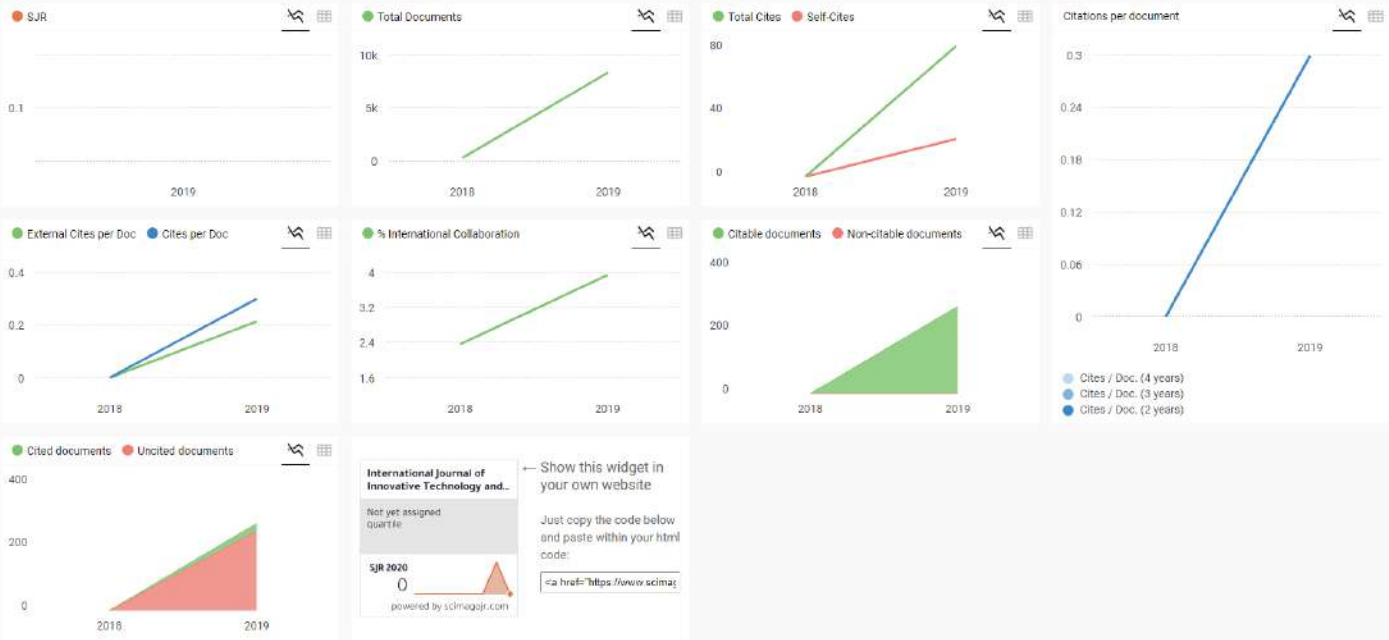 SJR
0.1
2019
Total Documents
10k
5k
0
2018 2019
Total Cites Self-Cites
80
40
0
2018 2019
Citations per document
0.3
0.24
0.18
0.12
0.06
0
2018 2019
Cites / Doc. (4 years)
Cites / Doc. (3 years)
Cites / Doc. (2 years)
External Cites per Doc Cites per Doc
0.4
0.2
0
2018 2019
% International Collaboration
4
3.2
2.4
1.6
2018 2019
Citable documents Non-citable documents
400
200
0
2018 2019
Cited documents Uncited documents
400
200
0
2018 2019
International Journal of
Innovative Technology and...
Not yet assigned
quartile
SJR 2020
0
powered by scimagojr.com
← Show this widget in
your own website
Just copy the code below
and paste within your html
code:
<a href="https://www.scimag